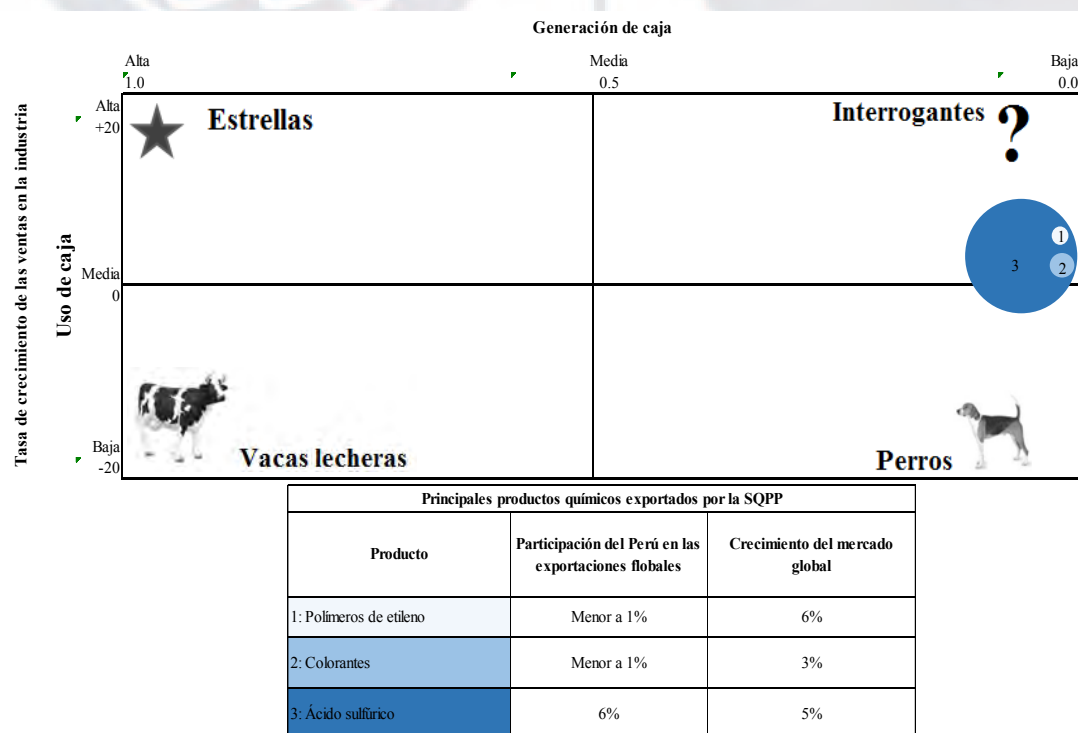 Generación de caja
Alta
Media
Baja
1.0
0.5
0.0
Tasa de crecimiento de las ventas en la industria
Uso de caja
Alta
+20
Estrellas
Interrogantes ?
1
3
2
Media
0
Baja
-20
Vacas lecheras
Perros
Principales productos químicos exportados por la SQPP
Producto
Participación del Perú en las
exportaciones flobales
Crecimiento del mercado
global
1: Polímeros de etileno
Menor a 1%
6%
2: Colorantes
Menor a 1%
3%
3: Ácido sulfúrico
6%
5%